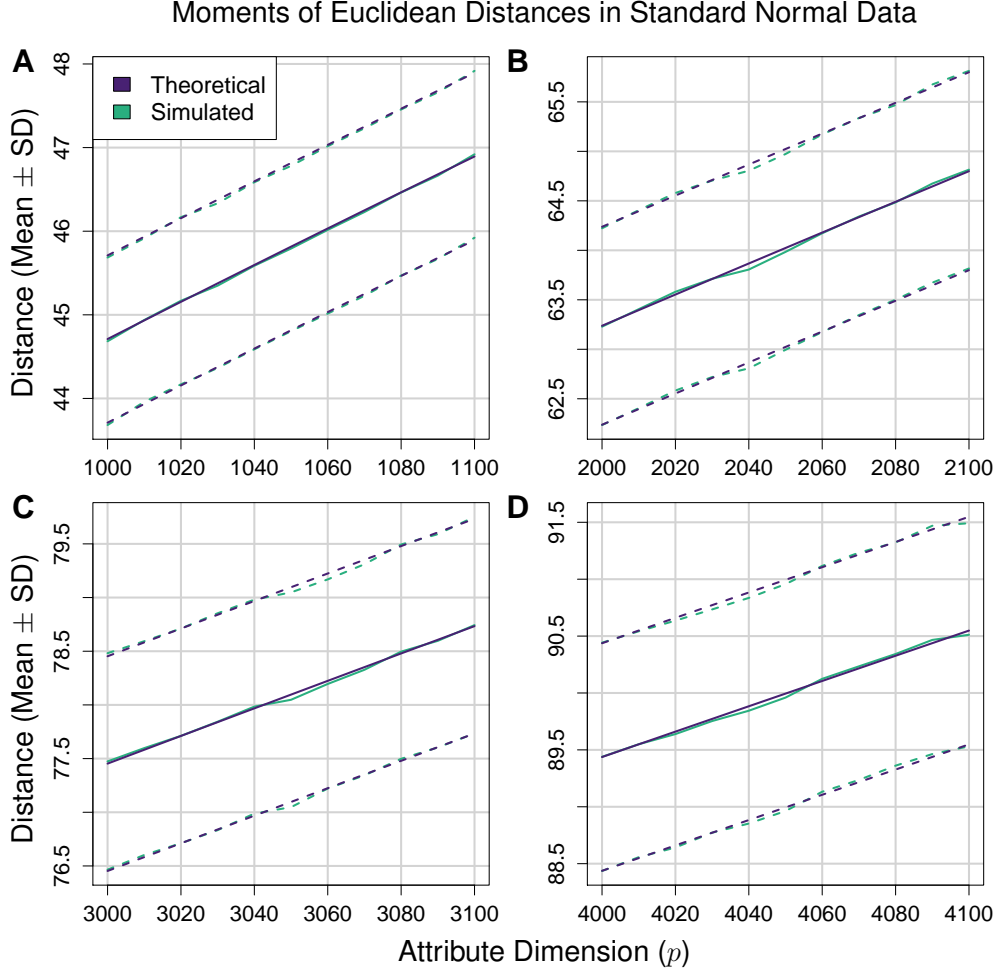 Moments of Euclidean Distances in Standard Normal Data
A
B
Theoretical
Simulated
Distance (Mean ± SD)
48
47
46
45
44
1000 1020 1040 1060 1080 1100
65.5
64.5
63.5
62.5
2000 2020 2040 2060 2080 2100
C
D
Distance (Mean ± SD)
79.5
78.5
77.5
76.5
3000 3020 3040 3060 3080 3100
91.5
90.5
89.5
88.5
4000 4020 4040 4060 4080 4100
Attribute Dimension (p)